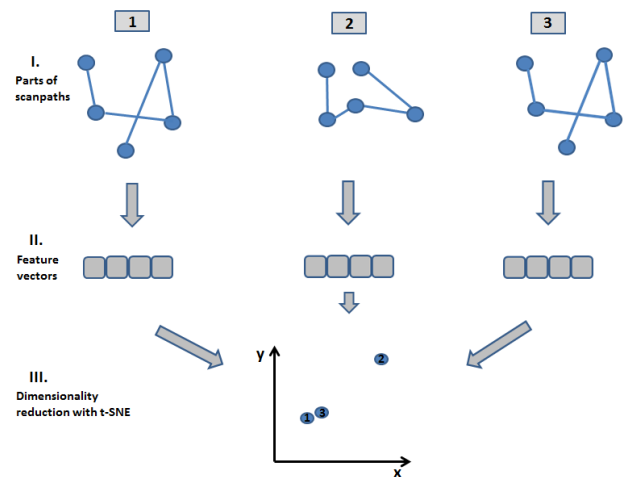 1
2
3
I.
Parts of
scanpaths
II.
Feature
vectors
III.
Dimensionality
reduction with t-SNE
y
2
1
3
x